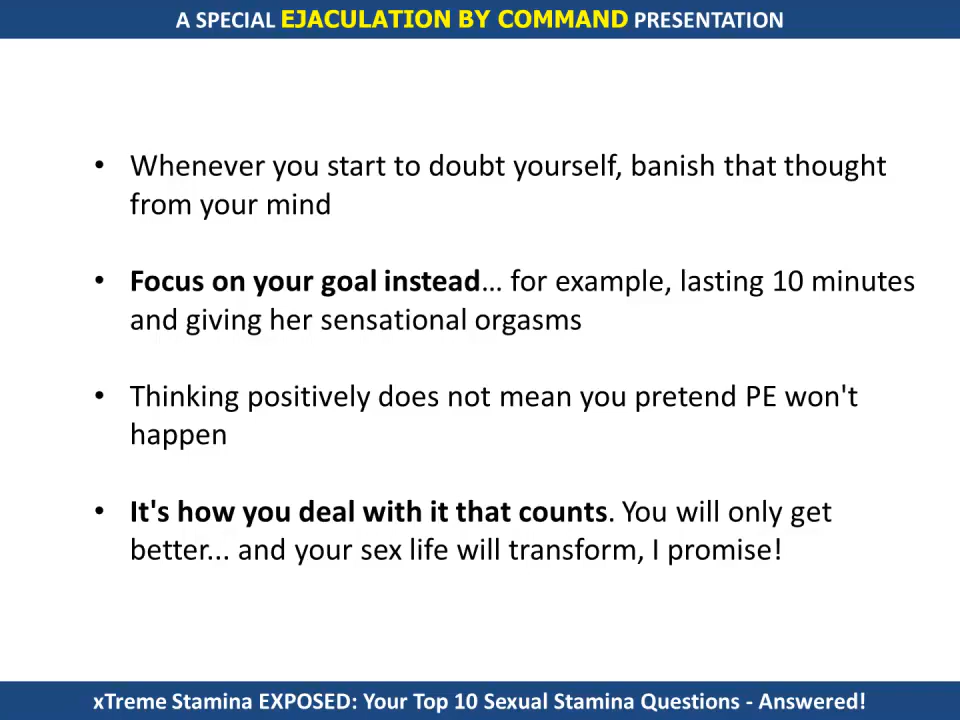 A SPECIAL EJACULATION BY COMMAND PRESENTATION
• Whenever you start to doubt yourself, banish that thought
from your mind
• Focus on your goal instead… for example, lasting 10 minutes
and giving her sensational orgasms
• Thinking positively does not mean you pretend PE won't
happen
• It's how you deal with it that counts. You will only get
better... and your sex life will transform, I promise!
xTreme Stamina EXPOSED: Your Top 10 Sexual Stamina Questions - Answered!